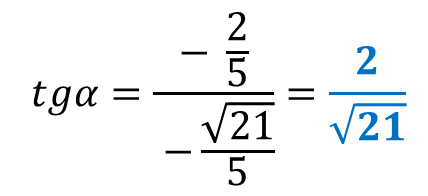 tgα = (− 2/5) / (− √21/5) = 2/√21